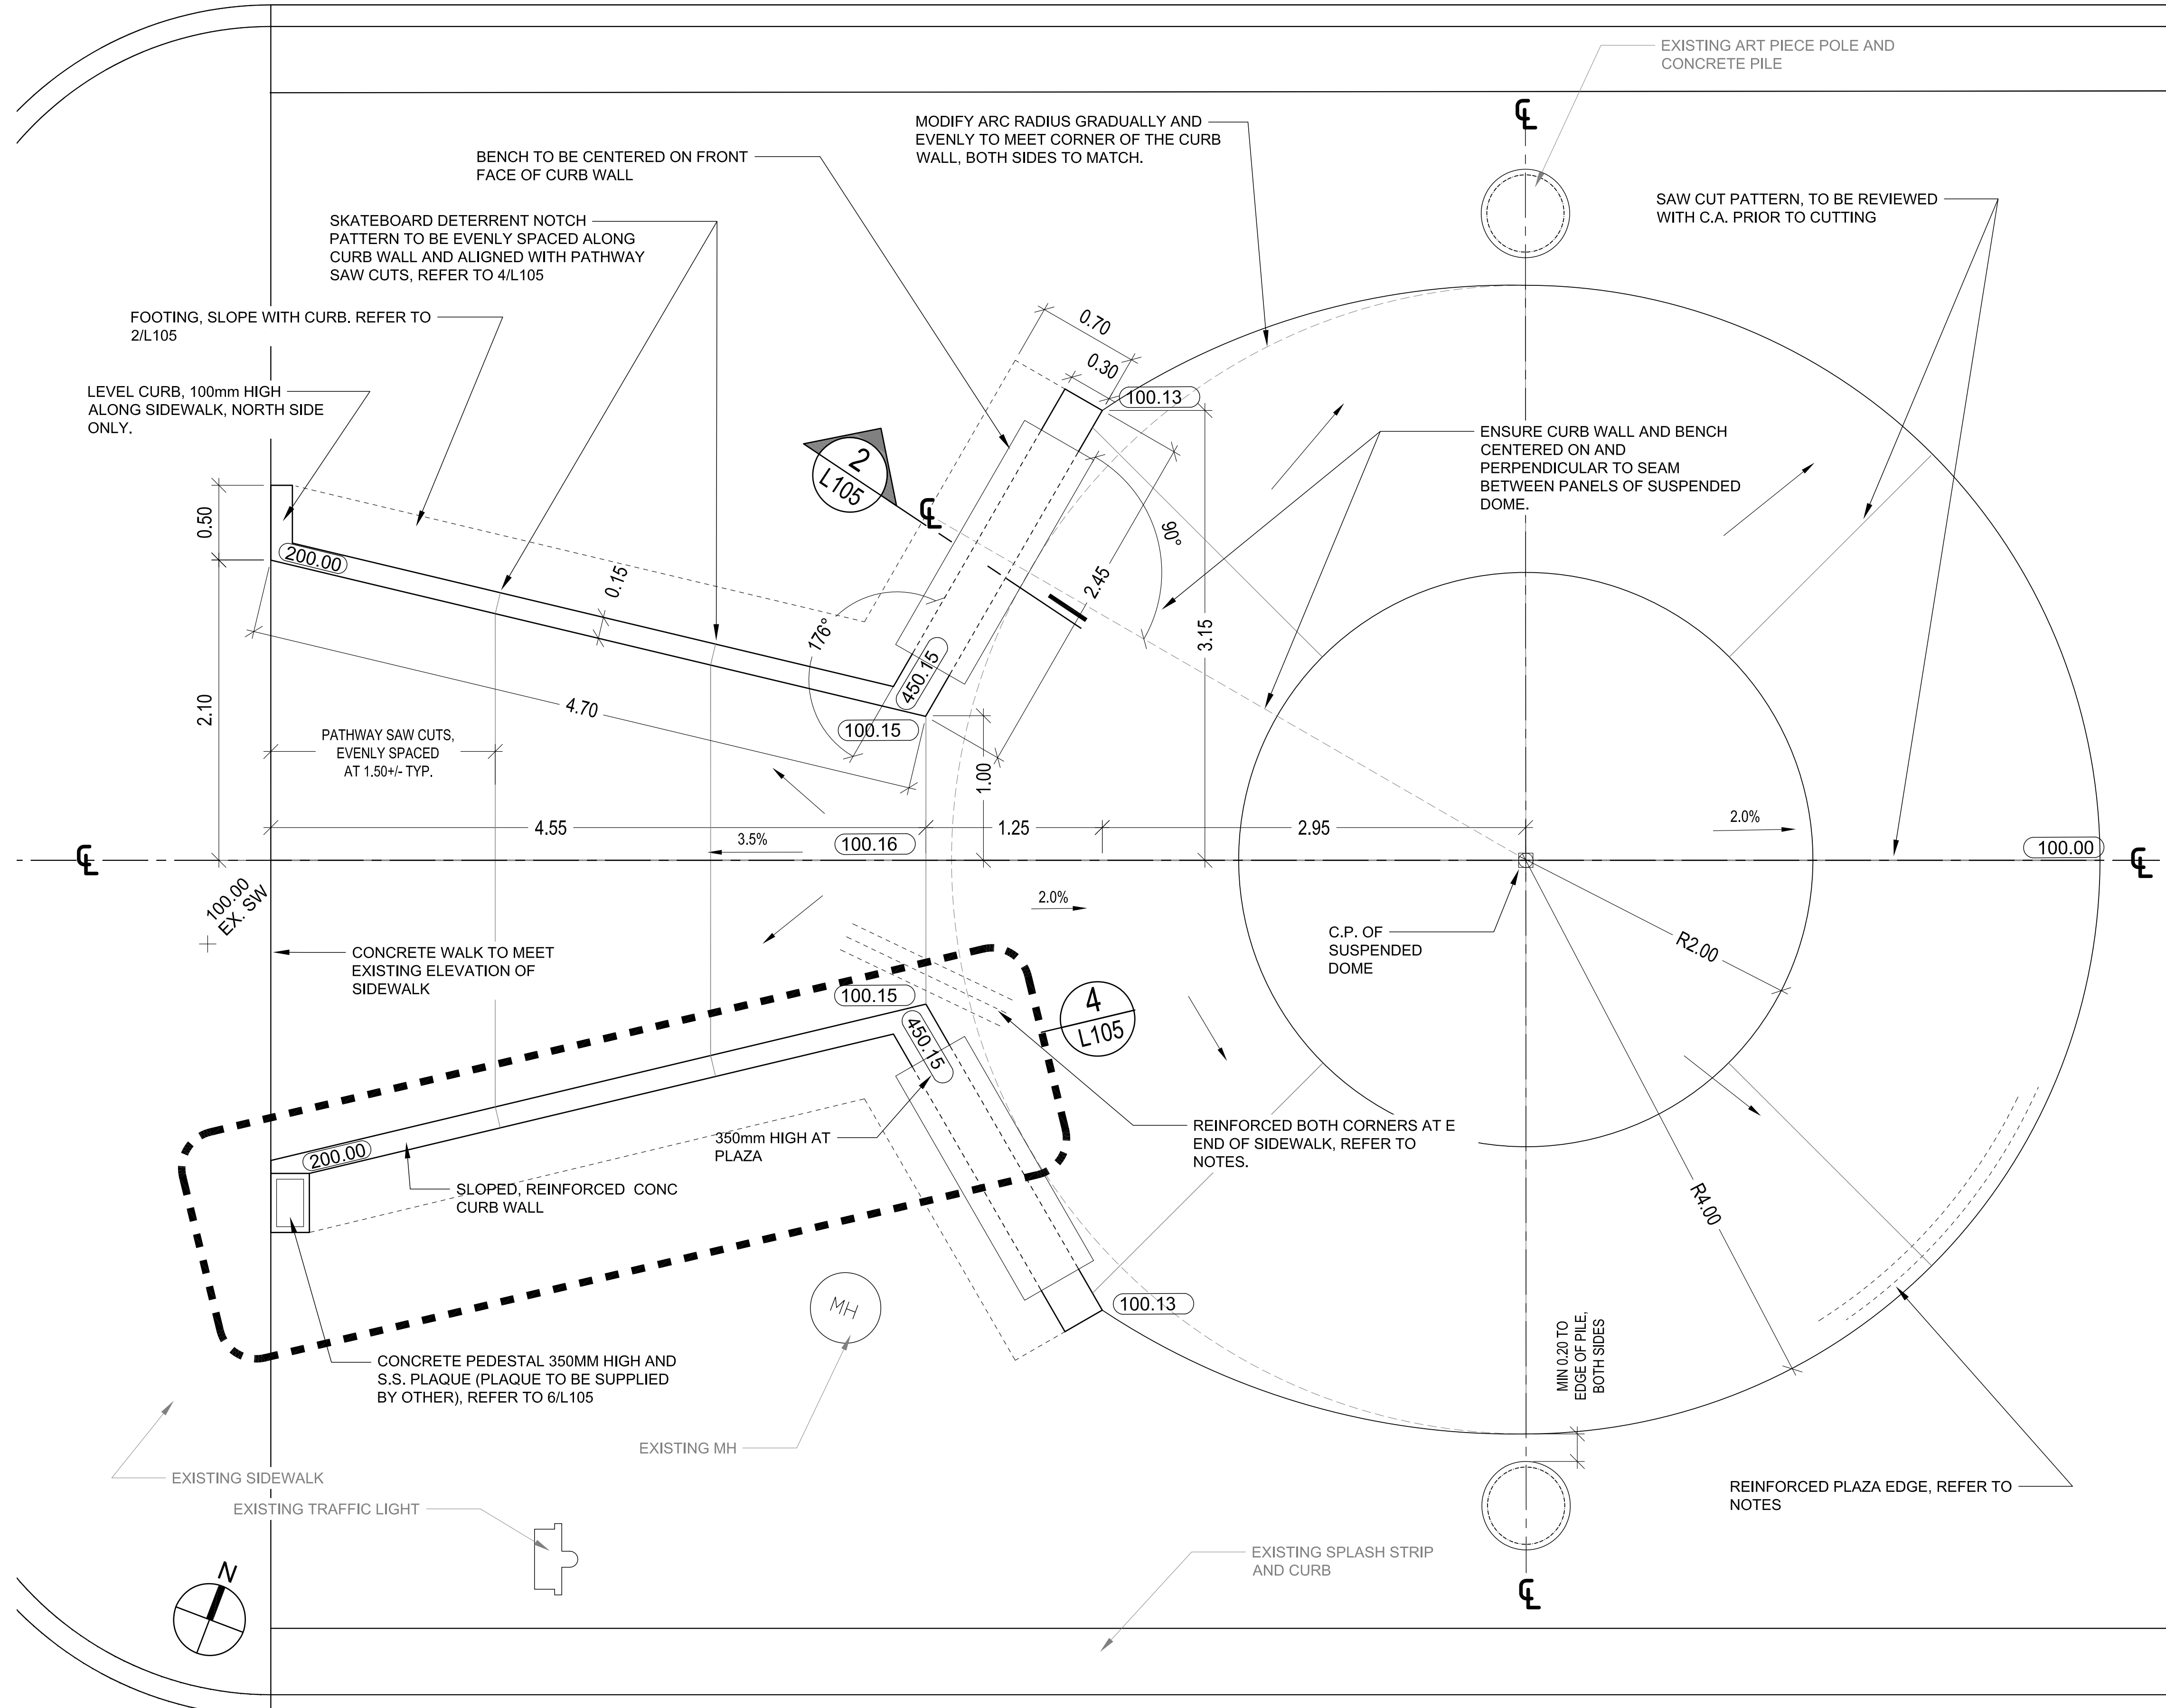 EXISTING ART PIECE POLE AND
CONCRETE PILE
MODIFY ARC RADIUS GRADUALLY AND
EVENLY TO MEET CORNER OF THE CURB
WALL, BOTH SIDES TO MATCH.
BENCH TO BE CENTERED ON FRONT
FACE OF CURB WALL
SAW CUT PATTERN, TO BE REVIEWED
WITH C.A. PRIOR TO CUTTING
SKATEBOARD DETERRENT NOTCH
PATTERN TO BE EVENLY SPACED ALONG
CURB WALL AND ALIGNED WITH PATHWAY
SAW CUTS, REFER TO 4/L105
FOOTING, SLOPE WITH CURB. REFER TO
2/L105
LEVEL CURB, 100mm HIGH
ALONG SIDEWALK, NORTH SIDE
ONLY.
0.70
0.30
100.13
ENSURE CURB WALL AND BENCH
CENTERED ON AND
PERPENDICULAR TO SEAM
BETWEEN PANELS OF SUSPENDED
DOME.
2
L105
℄
℄
0.50
200.00
0.15
90°
2.45
3.15
176°
450.15
2.10
4.70
100.15
PATHWAY SAW CUTS,
EVENLY SPACED
AT 1.50+/- TYP.
1.00
4.55
1.25
2.95
3.5%
100.16
2.0%
100.00
℄
℄
100.00
EX. SW
2.0%
C.P. OF
SUSPENDED
DOME
R2.00
CONCRETE WALK TO MEET
EXISTING ELEVATION OF
SIDEWALK
100.15
450.15
4
L105
REINFORCED BOTH CORNERS AT E
END OF SIDEWALK, REFER TO
NOTES.
350mm HIGH AT
PLAZA
200.00
SLOPED, REINFORCED CONC
CURB WALL
R4.00
100.13
MH
MIN 0.20 TO
EDGE OF PILE,
BOTH SIDES
CONCRETE PEDESTAL 350MM HIGH AND
S.S. PLAQUE (PLAQUE TO BE SUPPLIED
BY OTHER), REFER TO 6/L105
EXISTING MH
EXISTING SIDEWALK
REINFORCED PLAZA EDGE, REFER TO
NOTES
EXISTING TRAFFIC LIGHT
EXISTING SPLASH STRIP
AND CURB
N
℄